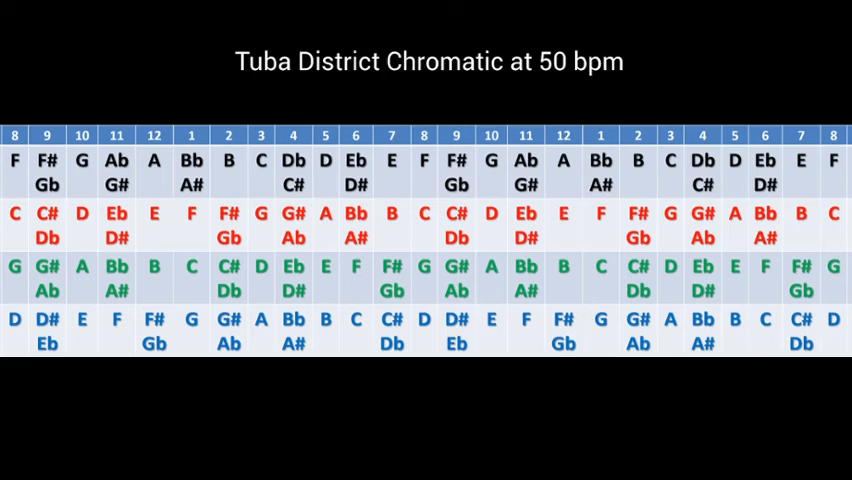 Tuba District Chromatic at 50 bpm
8 9 10 11 12 1 2 3 4 5 6 7 8 9 10 11 12 1 2 3 4 5 6 7 8
F F# G Ab A Bb B C Db D Eb E F F# G Ab A Bb B C Db D Eb E F
Gb G# A# C# D# Gb G# A# C# D#
C C# D Eb E F F# G G# A Bb B C C# D Eb E F F# G G# A Bb B C
Db D# Gb Ab A# Db D# Gb Ab A#
G G# A Bb B C C# D Eb E F F# G G# A Bb B C C# D Eb E F F# G
Ab A# Db D# Gb Ab A# Db D# Gb
D D# E F F# G G# A Bb B C C# D D# E F F# G G# A Bb B C C# D
Eb Gb Ab A# Db Eb Gb Ab A# Db